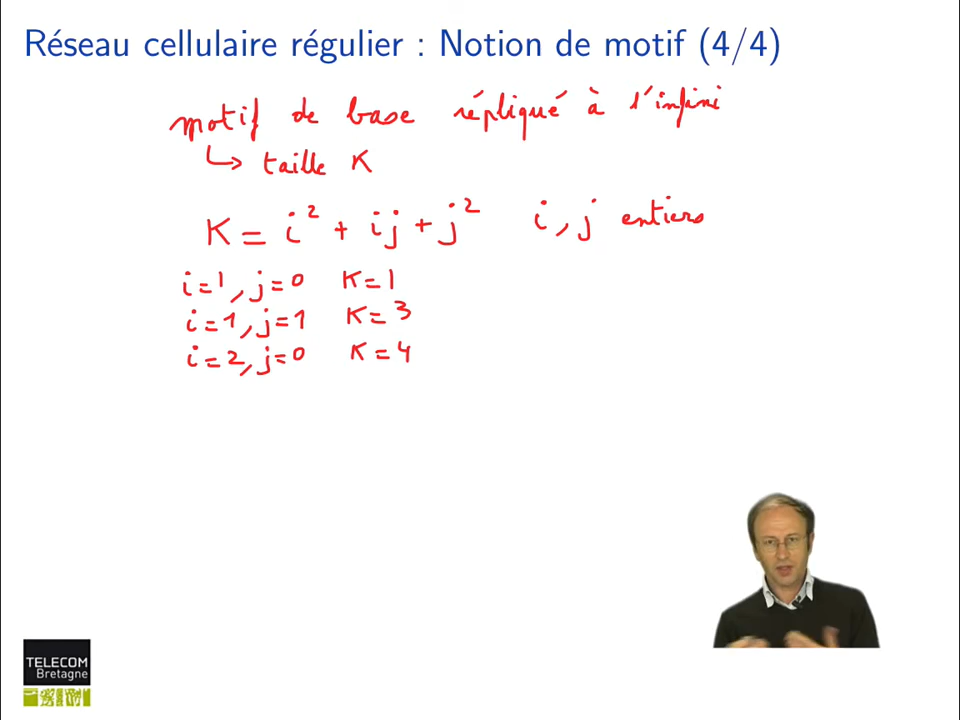 Réseau cellulaire régulier : Notion de motif (4/4)
motif de base répliqué à l'infini
↳ taille K
K = i² + ij + j² i, j entiers
i=1, j=0 K=1
i=1, j=1 K=3
i=2, j=0 K=4
TELECOM
Bretagne